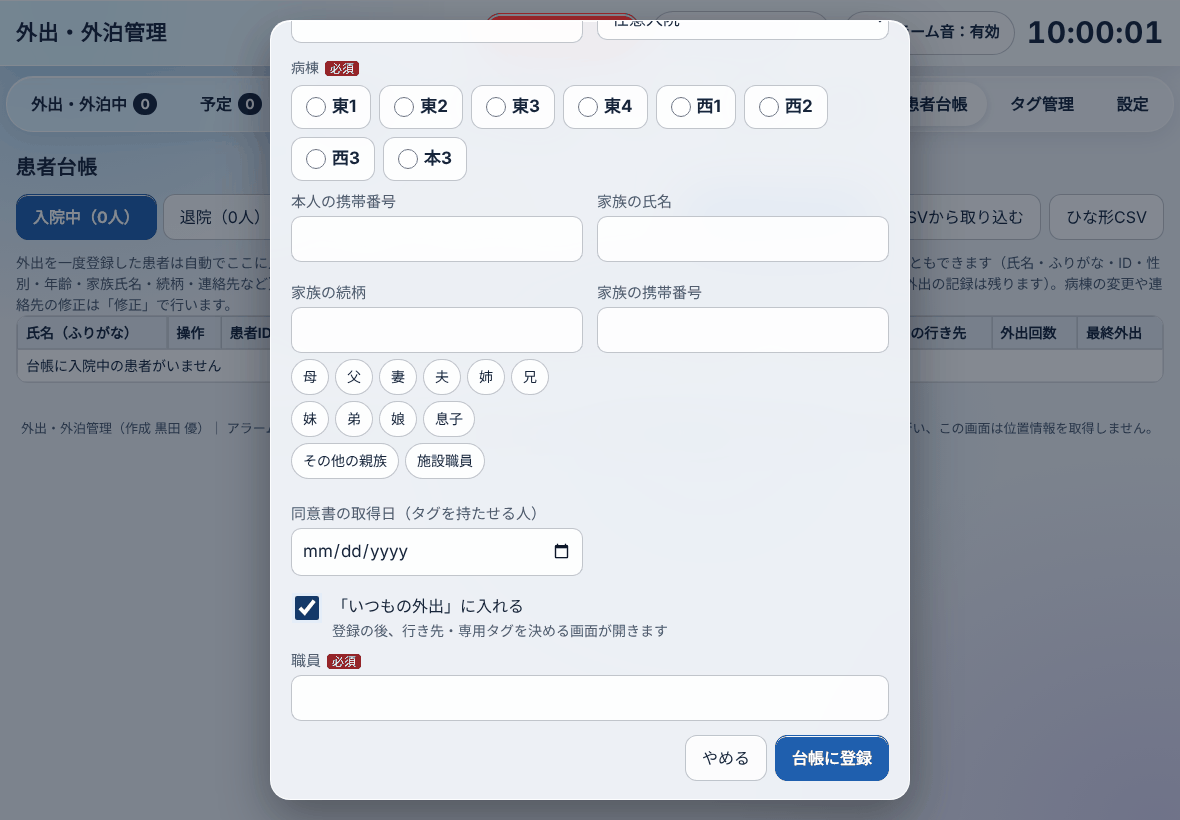 外出・外泊管理
ーム音：有効
10:00:01
外出・外泊中 0
予定 0
患者台帳
タグ管理
設定
患者台帳
入院中（0人）
退院（0人）
SVから取り込む
ひな形CSV
外出を一度登録した患者は自動でここに
ともできます（氏名・ふりがな・ID・性
別・年齢・家族氏名・続柄・連絡先など
外出の記録は残ります）。病棟の変更や連
絡先の修正は「修正」で行います。
氏名（ふりがな）
操作
患者ID
の行き先
外出回数
最終外出
台帳に入院中の患者がいません
外出・外泊管理（作成 黒田 優）｜ アラーム
い、この画面は位置情報を取得しません。
任意入院
病棟 必須
東1
東2
東3
東4
西1
西2
西3
本3
本人の携帯番号
家族の氏名
家族の続柄
家族の携帯番号
母
父
妻
夫
姉
兄
妹
弟
娘
息子
その他の親族
施設職員
同意書の取得日（タグを持たせる人）
mm/dd/yyyy
「いつもの外出」に入れる
登録の後、行き先・専用タグを決める画面が開きます
職員 必須
やめる
台帳に登録